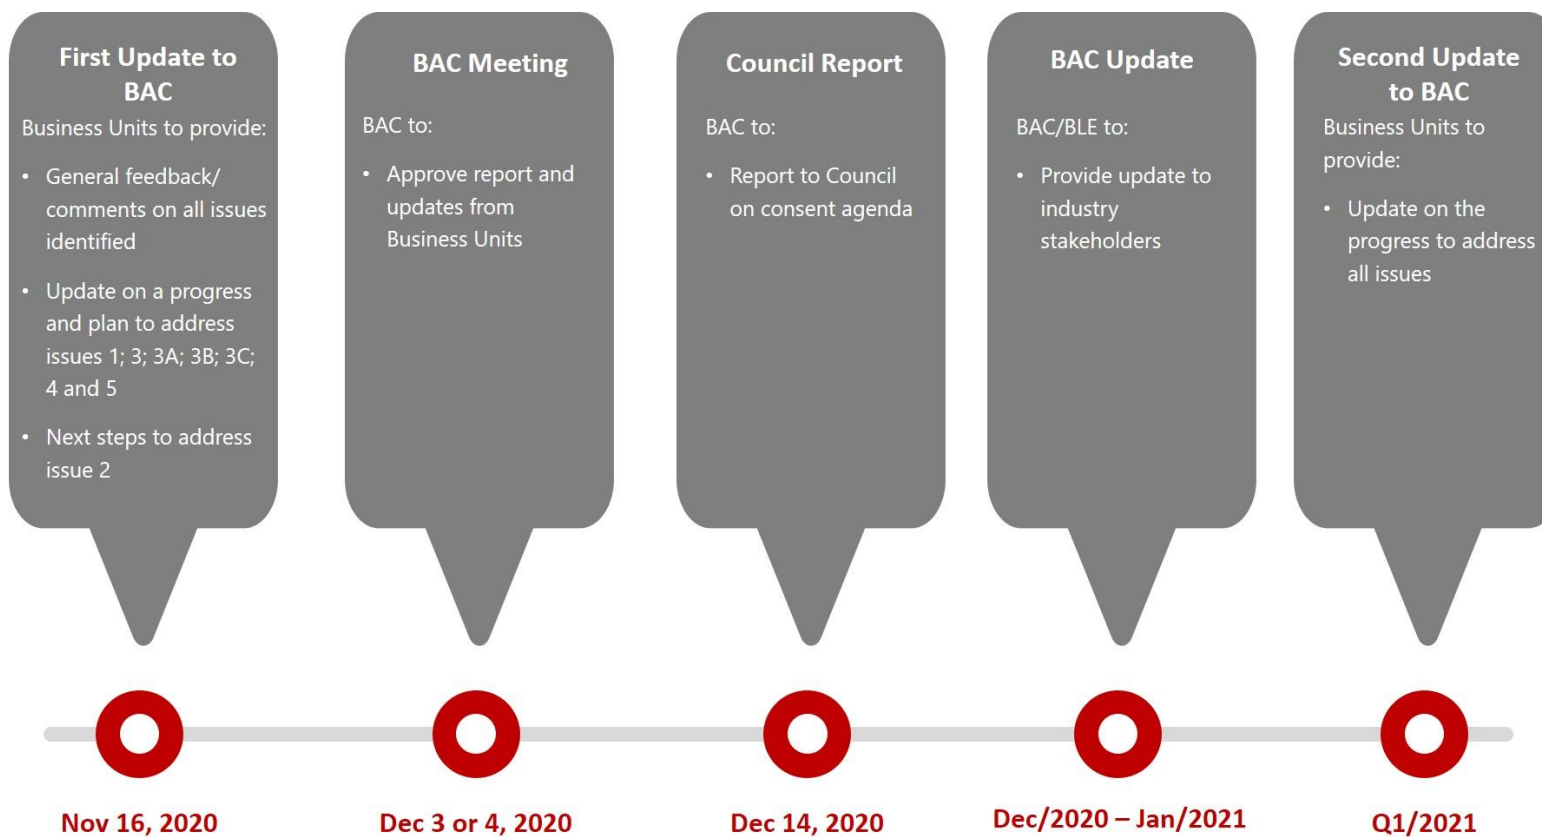 First Update to
BAC
Business Units to provide:
• General feedback/
comments on all issues
identified
• Update on a progress
and plan to address
issues 1; 3; 3A; 3B; 3C;
4 and 5
• Next steps to address
issue 2
BAC Meeting
BAC to:
• Approve report and
updates from
Business Units
Council Report
BAC to:
• Report to Council
on consent agenda
BAC Update
BAC/BLE to:
• Provide update to
industry
stakeholders
Second Update
to BAC
Business Units to
provide:
• Update on the
progress to address
all issues
Nov 16, 2020
Dec 3 or 4, 2020
Dec 14, 2020
Dec/2020 – Jan/2021
Q1/2021